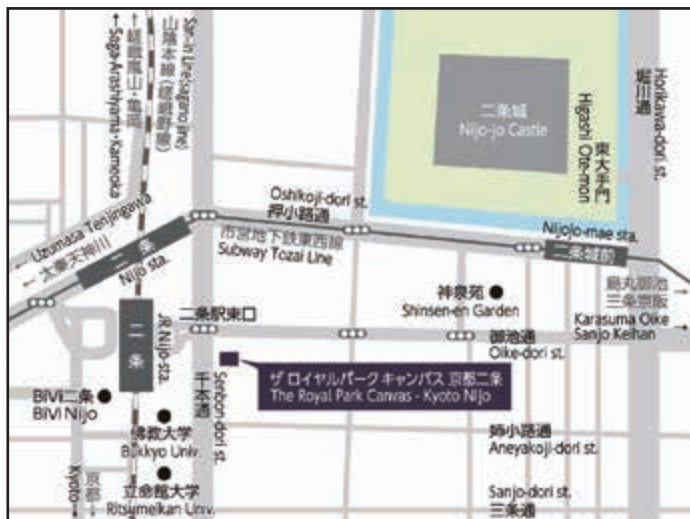 ←Saga-Arashiyama・Kameoka
←嵯峨嵐山・亀岡
山陰本線(嵯峨野線)
San-in Line(sagano line)
二条城
Nijo-jo Castle
東大手門
Higashi Ote-mon
堀川通
Horikawa-dori st.
Oshikoji-dori st.
押小路通
市営地下鉄東西線
Subway Tozai Line
Uzumasa Tenjingawa
←太秦天神川
二条
Nijo sta.
NijoJo-mae sta.
二条城前
烏丸御池
三条京阪
Karasuma Oike
Sanjo Keihan
神泉苑
Shinsen-en Garden
二条駅東口
御池通
Oike-dori st.
二条
JR Nijo-sta.
千本通
Senbon-dori st.
ザ ロイヤルパーク キャンバス 京都二条
The Royal Park Canvas - Kyoto Nijo
BiVi二条
BiVi Nijo
佛教大学
Bukkyo Univ.
立命館大学
Ritsumeikan Univ.
京都→
Kyoto→
姉小路通
Aneyakoji-dori st.
Sanjo-dori st.
三条通